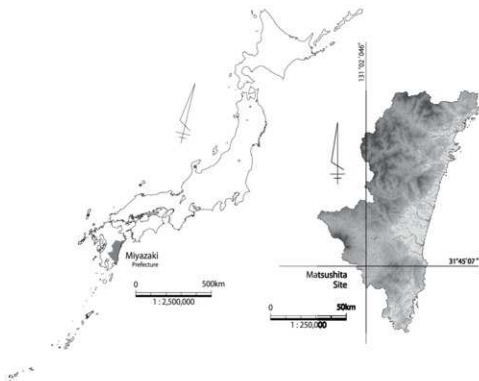 Miyazaki
Prefecture
0 500km
1 : 2,500,000
131°02´046˝
31°45´07˝
Matsushita
Site
0 50km
1 : 250,000